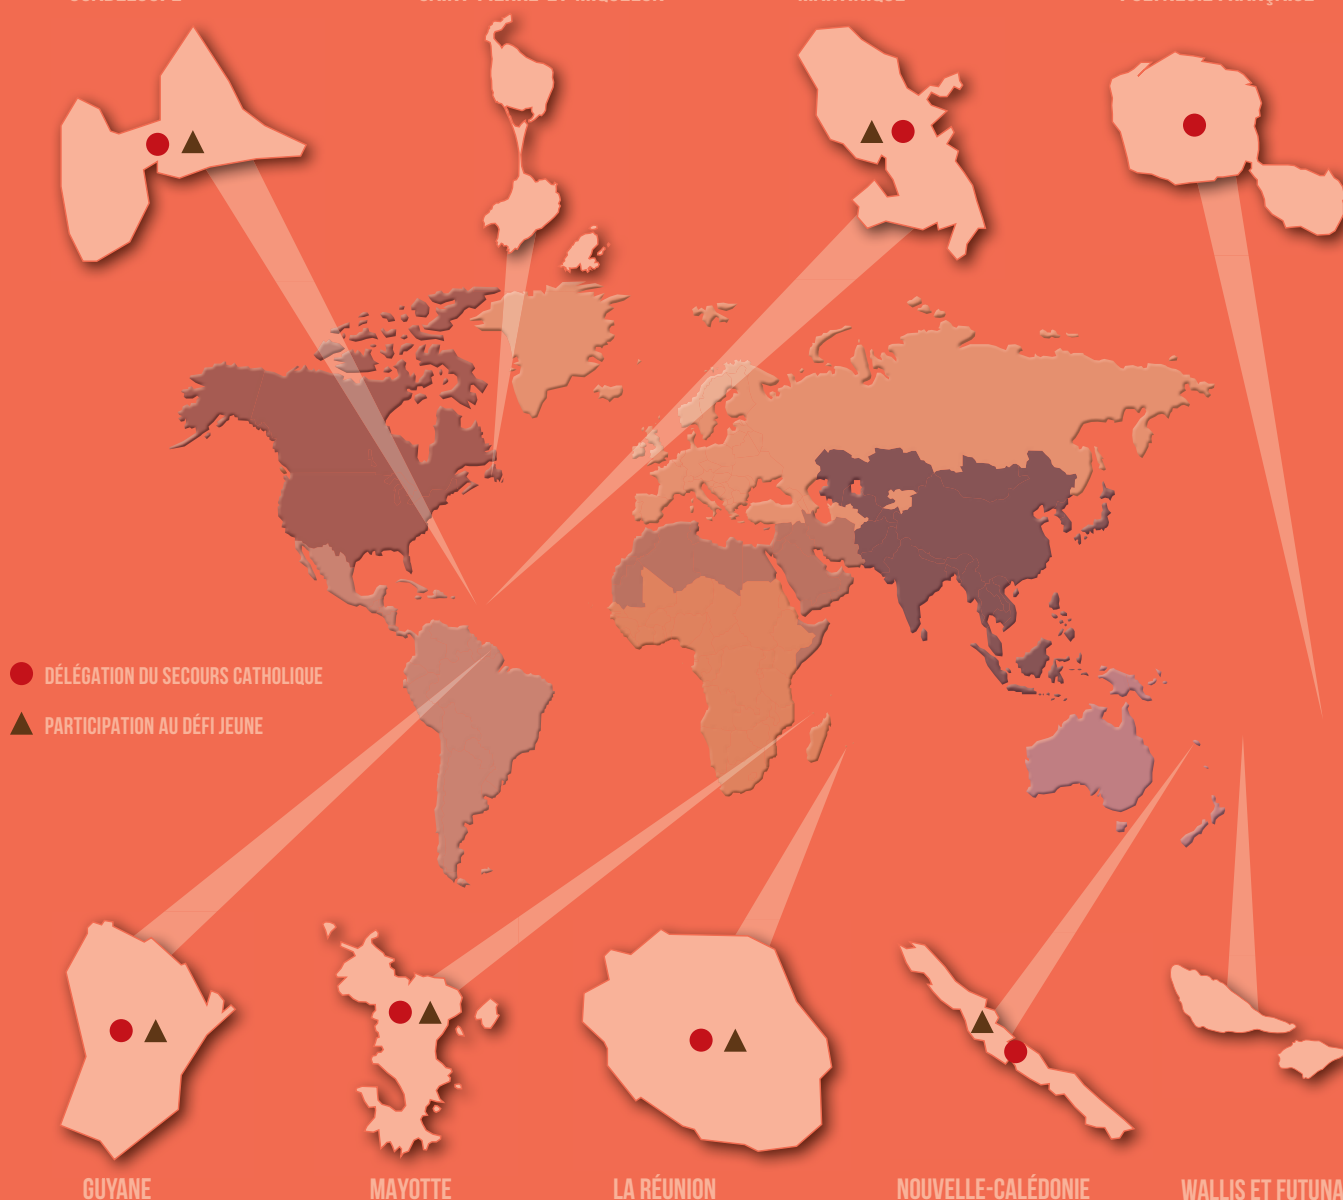 DÉLÉGATION DU SECOURS CATHOLIQUE
PARTICIPATION AU DÉFI JEUNE
GUYANE
MAYOTTE
LA RÉUNION
NOUVELLE-CALÉDONIE
WALLIS ET FUTUNA